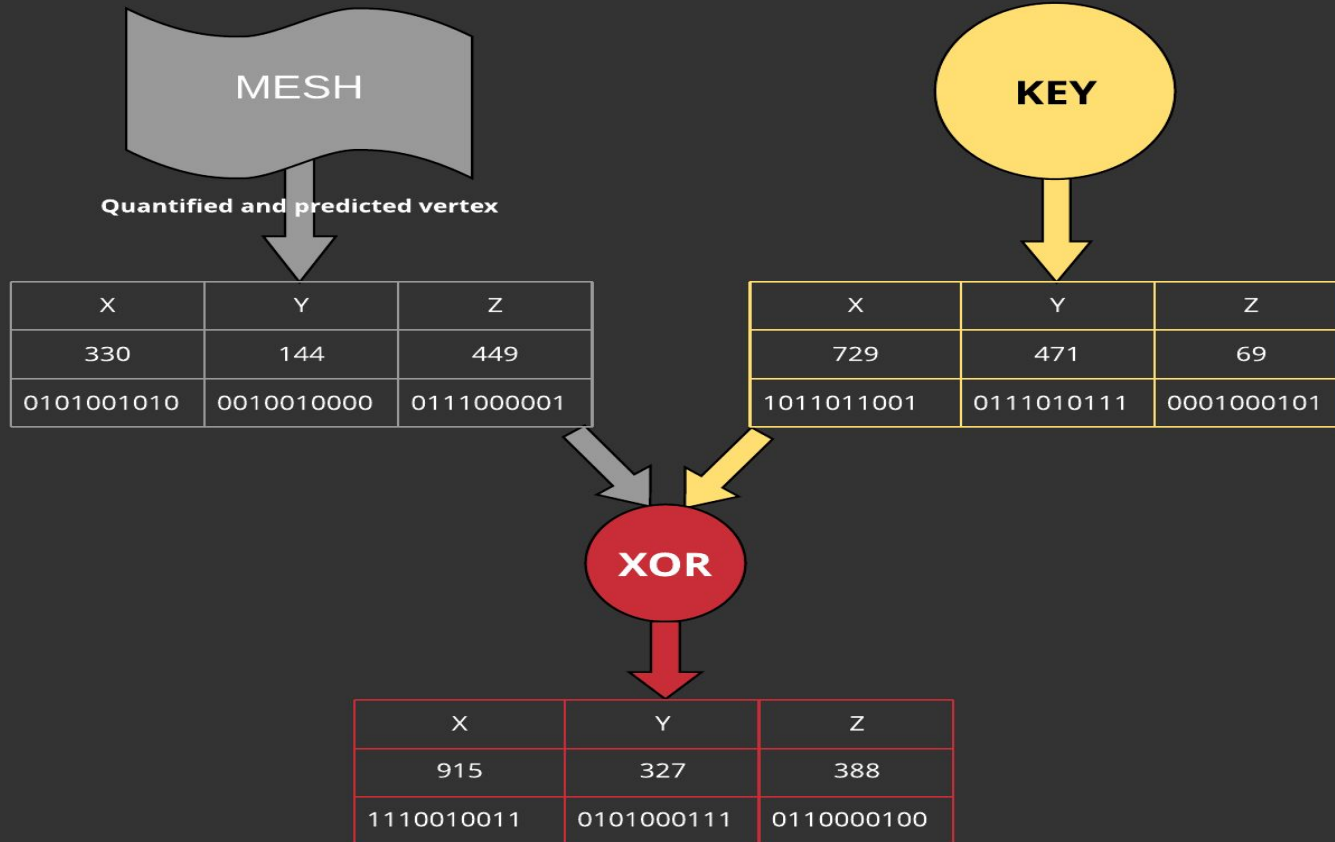 MESH
KEY
Quantified and predicted vertex
X Y Z
330 144 449
0101001010 0010010000 0111000001
X Y Z
729 471 69
1011011001 0111010111 0001000101
XOR
X Y Z
915 327 388
1110010011 0101000111 0110000100